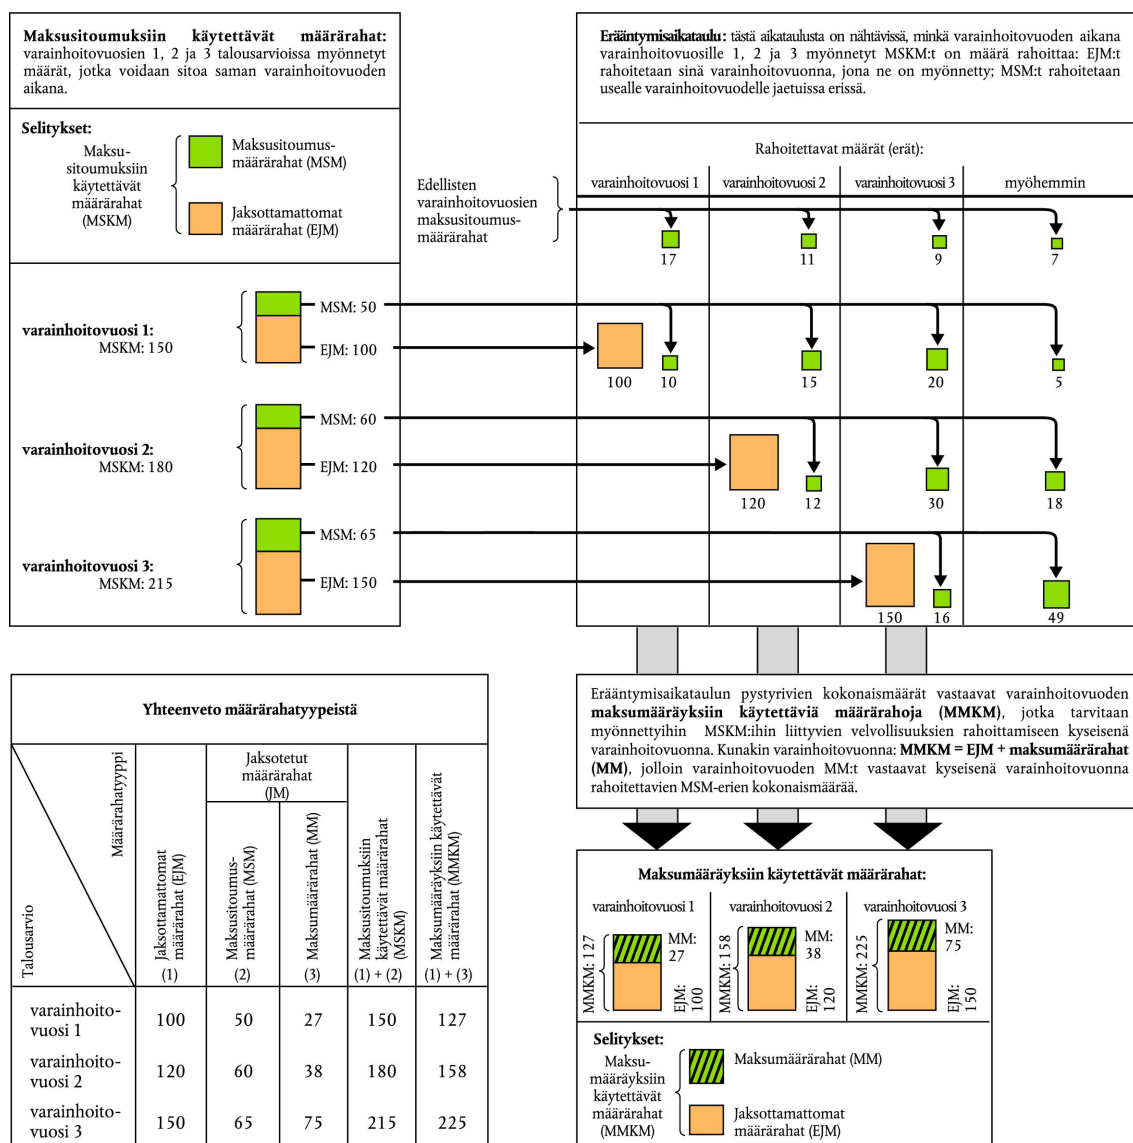 Maksusitoumuksiin käytettävät määrärahat:
varainhoitovuosien 1, 2 ja 3 talousarvioissa myönnetyt
määrät, jotka voidaan sitoa saman varainhoitovuoden
aikana.
Selitykset:
Maksu-
sitoumuksiin
käytettävät
määrärahat
(MSKM)
Maksusitoumus-
määrärahat (MSM)
Jaksottamattomat
määrärahat (EJM)
Erääntymisaikataulu: tästä aikataulusta on nähtävissä, minkä varainhoitovuoden aikana
varainhoitovuosille 1, 2 ja 3 myönnetyt MSKM:t on määrä rahoittaa: EJM:t
rahoitetaan sinä varainhoitovuonna, jona ne on myönnetty; MSM:t rahoitetaan
usealle varainhoitovuodelle jaetuissa erissä.
Rahoitettavat määrät (erät):
varainhoitovuosi 1
varainhoitovuosi 2
varainhoitovuosi 3
myöhemmin
Edellisten
varainhoitovuosien
maksusitoumus-
määrärahat
17
11
9
7
varainhoitovuosi 1:
MSKM: 150
MSM: 50
EJM: 100
100
10
15
20
5
varainhoitovuosi 2:
MSKM: 180
MSM: 60
EJM: 120
120
12
30
18
varainhoitovuosi 3:
MSKM: 215
MSM: 65
EJM: 150
150
16
49
Erääntymisaikataulun pystyrivien kokonaismäärät vastaavat varainhoitovuoden
maksumääräyksiin käytettäviä määrärahoja (MMKM), jotka tarvitaan
myönnettyihin MSKM:ihin liittyvien velvollisuuksien rahoittamiseen kyseisenä
varainhoitovuonna. Kunakin varainhoitovuonna: MMKM = EJM + maksumäärärahat
(MM), jolloin varainhoitovuoden MM:t vastaavat kyseisenä varainhoitovuonna
rahoitettavien MSM-erien kokonaismäärää.
Yhteenveto määrärahatyypeistä
Talousarvio
Määrärahatyyppi
Jaksottamattomat
määrärahat (EJM)
(1)
Jaksotetut
määrärahat
(JM)
Maksusitoumus-
määrärahat (MSM)
(2)
Maksumäärärahat (MM)
(3)
Maksusitoumuksiin
käytettävät määrärahat
(MSKM)
(1) + (2)
Maksumääräyksiin käytettävät
määrärahat (MMKM)
(1) + (3)
varainhoito-
vuosi 1
100 50 27 150 127
varainhoito-
vuosi 2
120 60 38 180 158
varainhoito-
vuosi 3
150 65 75 215 225
Maksumääräyksiin käytettävät määrärahat:
varainhoitovuosi 1
MMKM: 127
MM:
27
EJM:
100
varainhoitovuosi 2
MMKM: 158
MM:
38
EJM:
120
varainhoitovuosi 3
MMKM: 225
MM:
75
EJM:
150
Selitykset:
Maksu-
määräyksiin
käytettävät
määrärahat
(MMKM)
Maksumäärärahat (MM)
Jaksottamattomat
määrärahat (EJM)